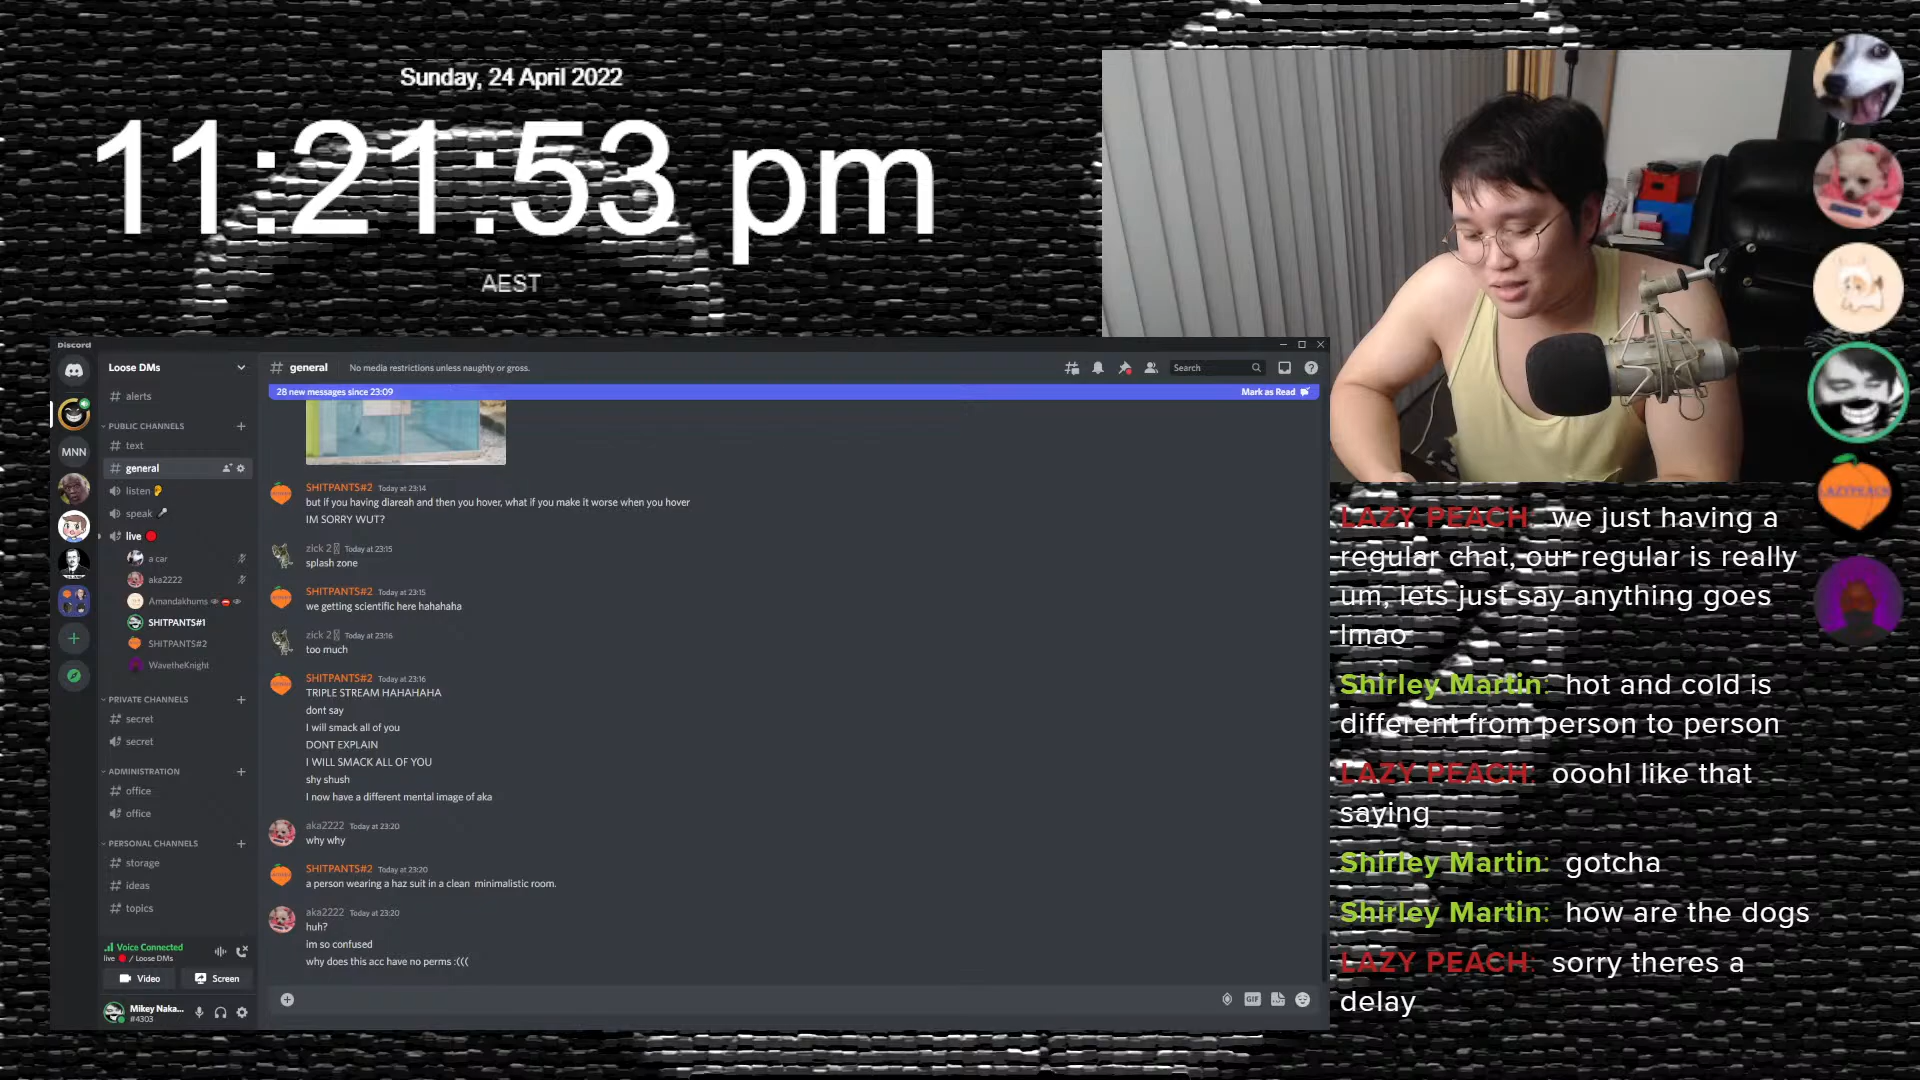 Sunday, 24 April 2022
11:21:53 pm
AEST
Discord
Loose DMs
alerts
PUBLIC CHANNELS
text
general
listen
speak
live
a car
aka2222
Amandakhums
SHITPANTS#1
SHITPANTS#2
WavetheKnight
PRIVATE CHANNELS
secret
secret
ADMINISTRATION
office
office
PERSONAL CHANNELS
storage
ideas
topics
Voice Connected
live / Loose DMs
Video
Screen
Mikey Naka...
#4303
MNN
general
No media restrictions unless naughty or gross.
Search
28 new messages since 23:09
Mark as Read
SHITPANTS#2 Today at 23:14
but if you having diareah and then you hover, what if you make it worse when you hover
IM SORRY WUT?
zick 2 Today at 23:15
splash zone
SHITPANTS#2 Today at 23:15
we getting scientific here hahahaha
zick 2 Today at 23:16
too much
SHITPANTS#2 Today at 23:16
TRIPLE STREAM HAHAHAHA
dont say
I will smack all of you
DONT EXPLAIN
I WILL SMACK ALL OF YOU
shy shush
I now have a different mental image of aka
aka2222 Today at 23:20
why why
SHITPANTS#2 Today at 23:20
a person wearing a haz suit in a clean minimalistic room.
aka2222 Today at 23:20
huh?
im so confused
why does this acc have no perms :(((
GIF
LAZY PEACH: we just having a
regular chat, our regular is really
um, lets just say anything goes
lmao
Shirley Martin: hot and cold is
different from person to person
LAZY PEACH: ooohI like that
saying
Shirley Martin: gotcha
Shirley Martin: how are the dogs
LAZY PEACH: sorry theres a
delay
LAZYPEACH